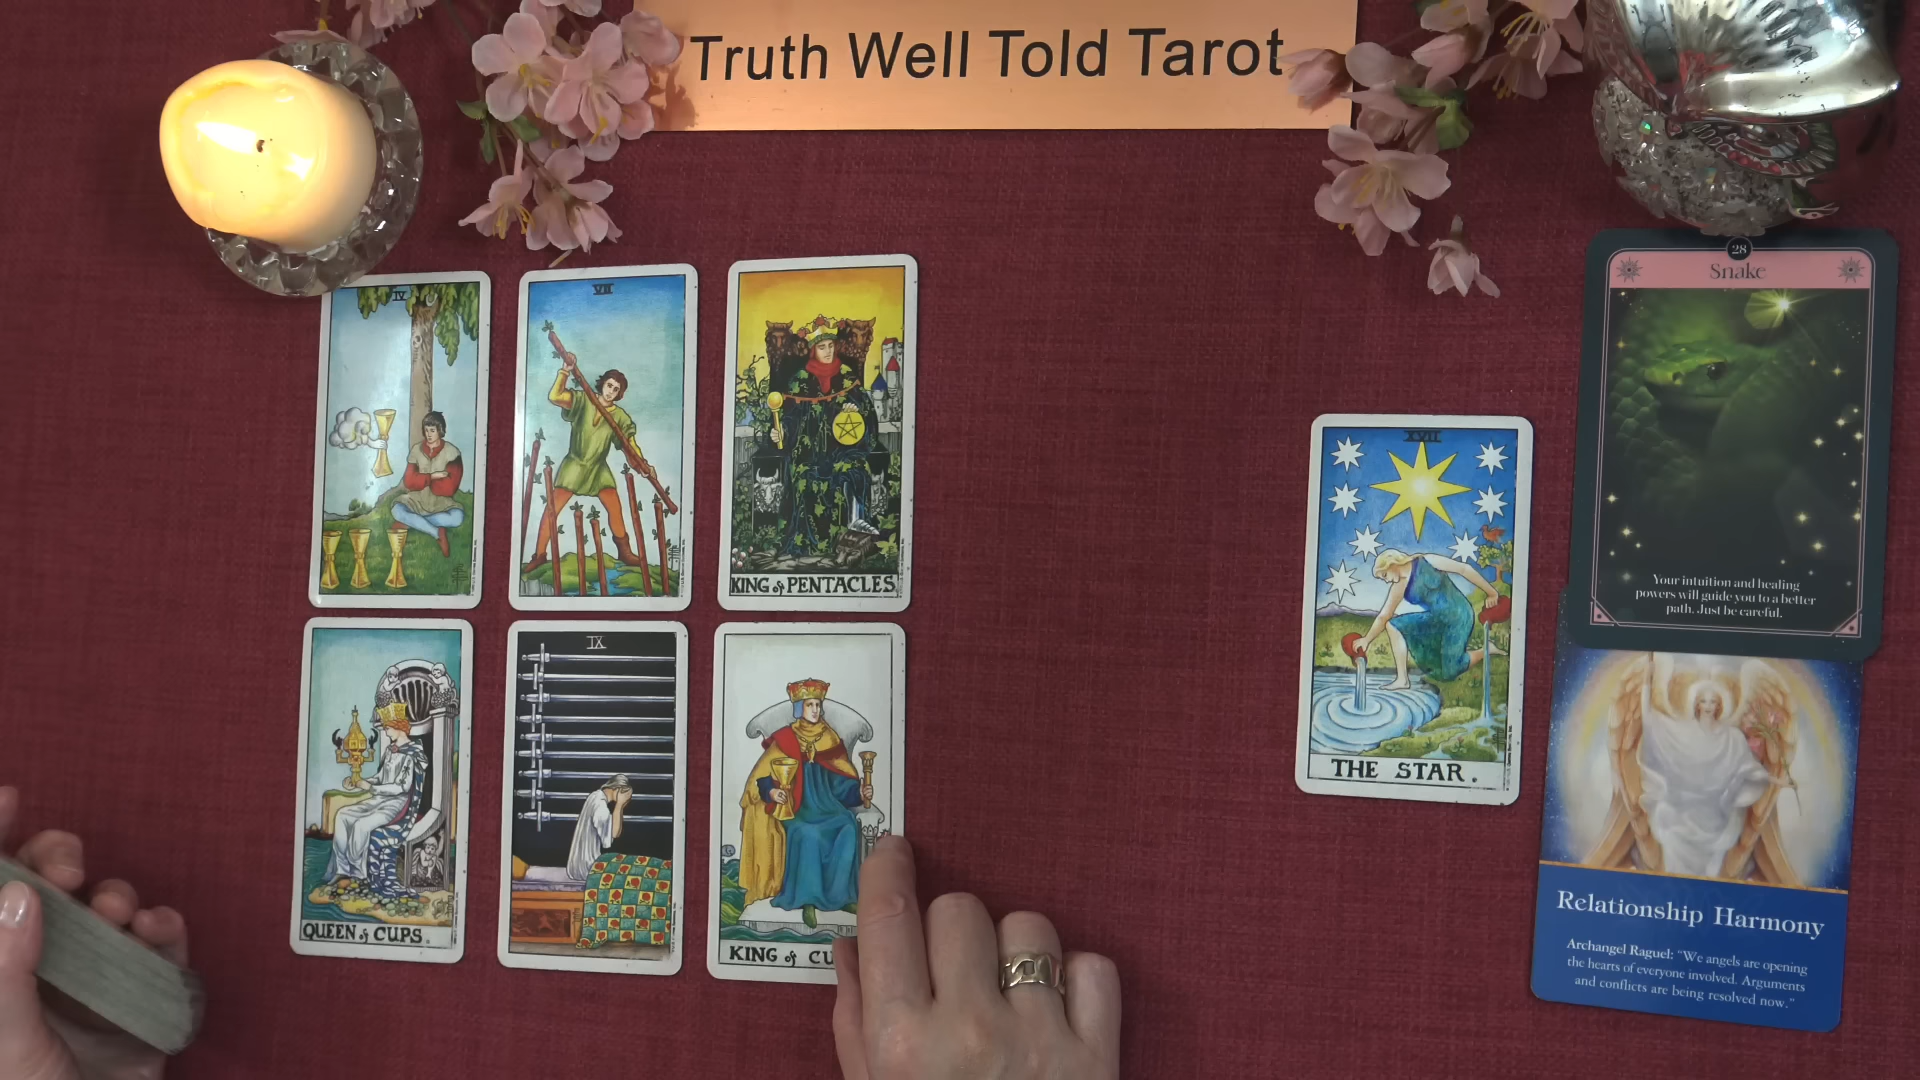 Truth Well Told Tarot
IV
VII
KING of PENTACLES
QUEEN of CUPS.
IX
KING of CU
XVII
THE STAR.
28
Snake
Your intuition and healing
powers will guide you to a better
path. Just be careful.
Relationship Harmony
Archangel Raguel: "We angels are opening
the hearts of everyone involved. Arguments
and conflicts are being resolved now."